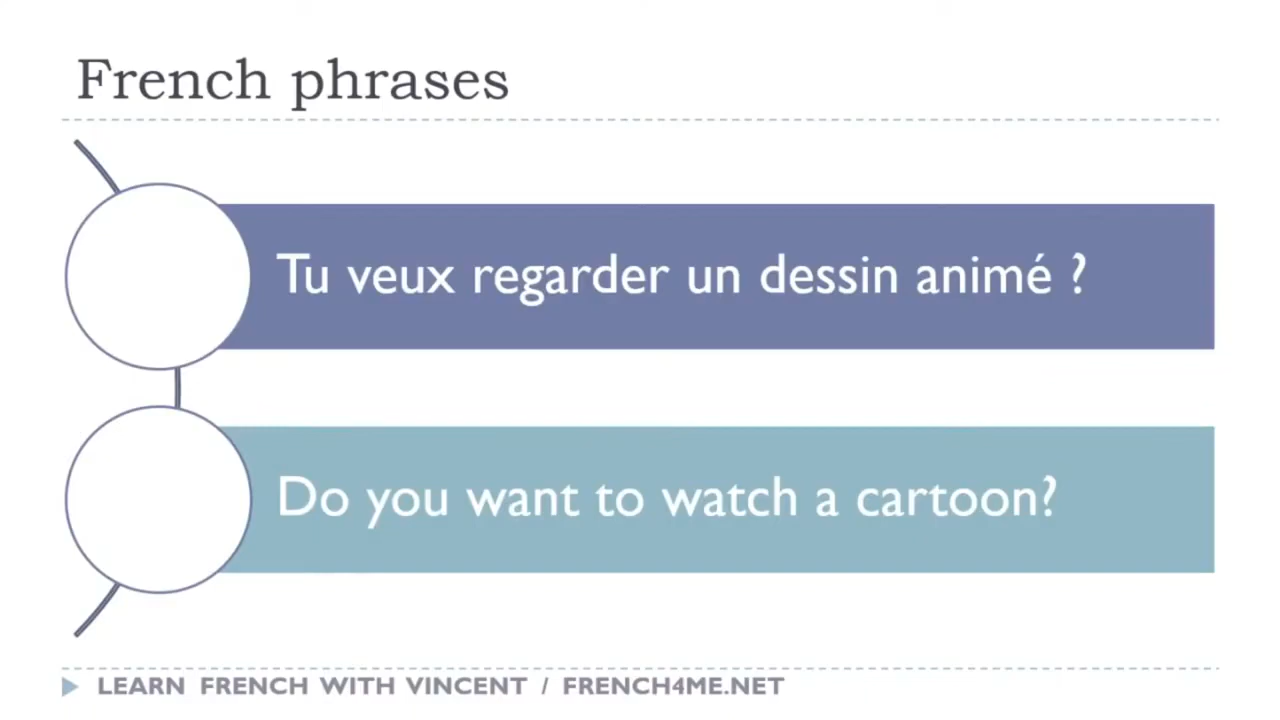 French phrases
Tu veux regarder un dessin animé ?
Do you want to watch a cartoon?
LEARN FRENCH WITH VINCENT / FRENCH4ME.NET